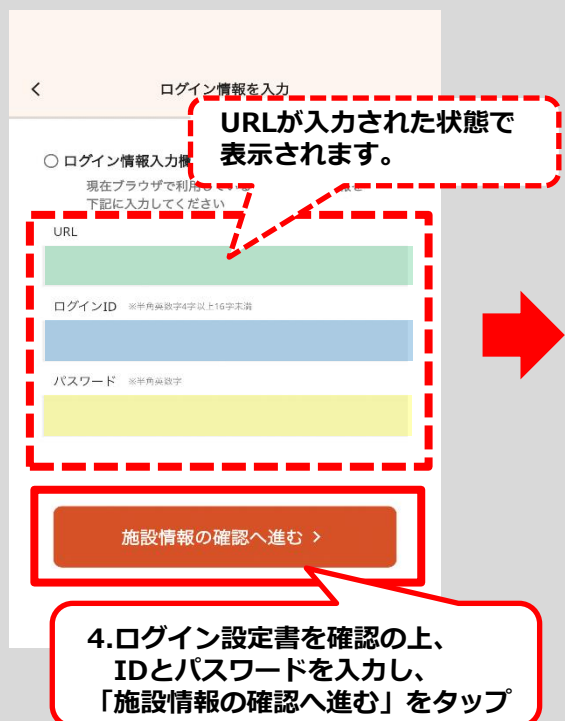 ログイン情報を入力
URLが入力された状態で
表示されます。
○ ログイン情報入力欄
現在ブラウザで利用して
下記に入力してください
URL
ログインID ※半角英数字4字以上16字未満
パスワード ※半角英数字
施設情報の確認へ進む >
4.ログイン設定書を確認の上、
IDとパスワードを入力し、
「施設情報の確認へ進む」をタップ